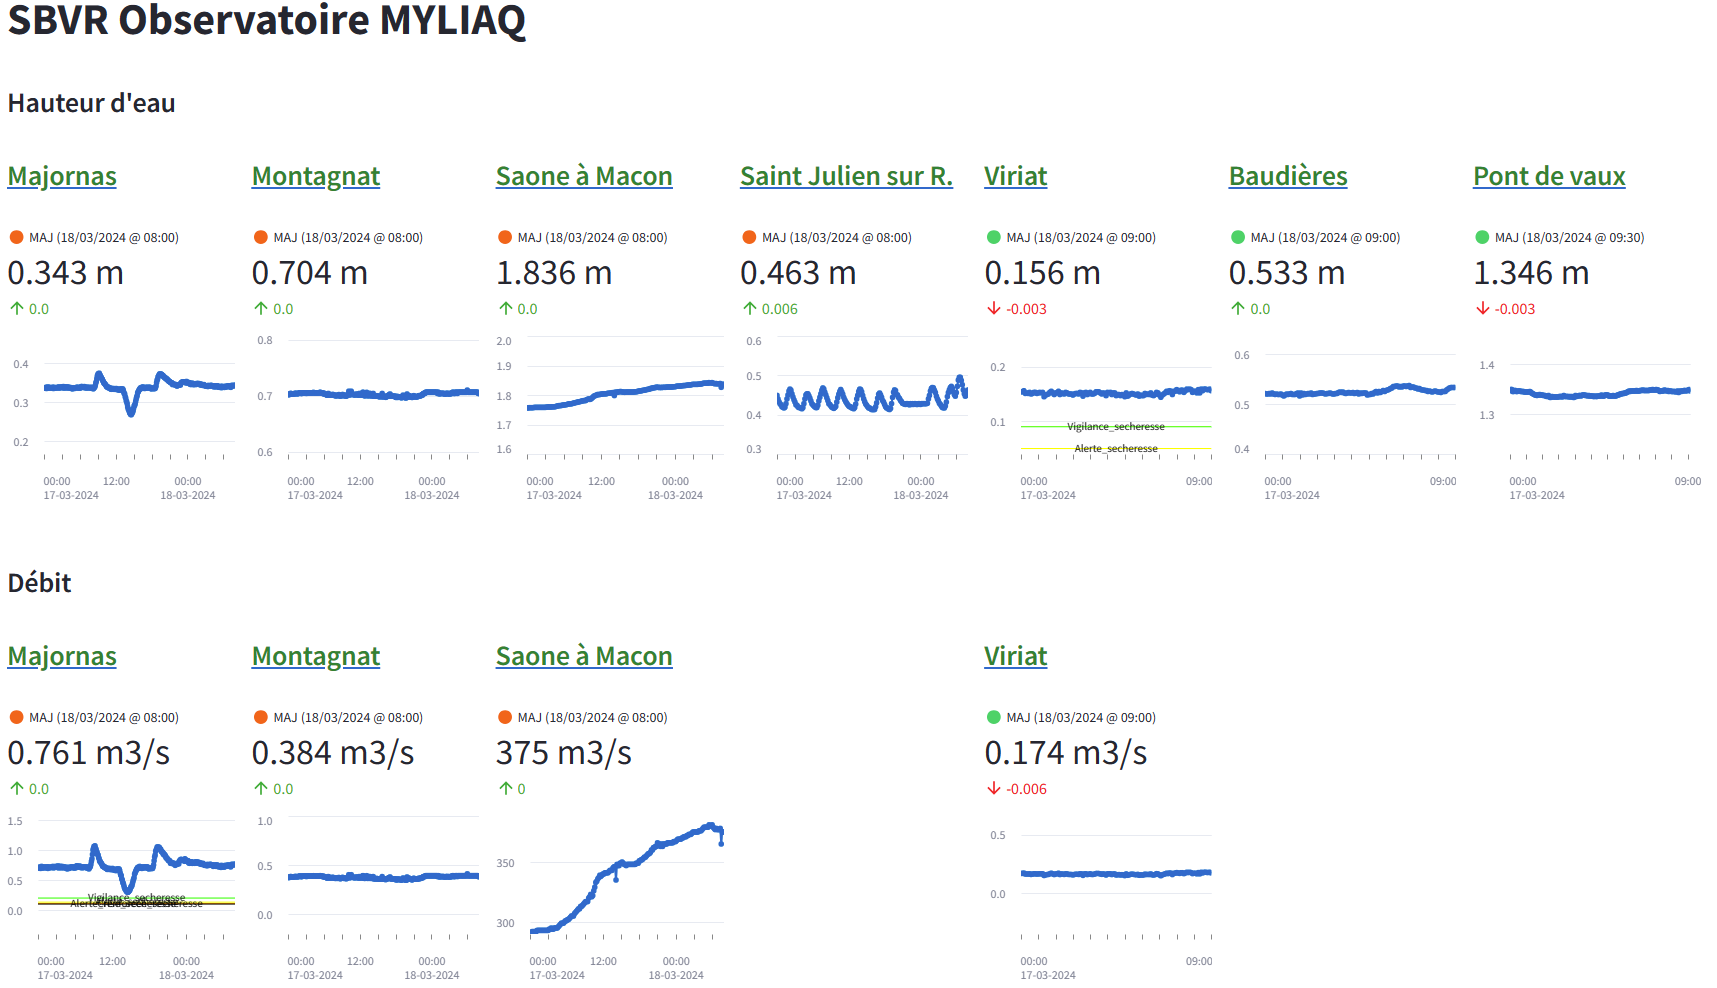 SBVR Observatoire MYLIAQ
Hauteur d'eau
Majornas
MAJ (18/03/2024 @ 08:00)
0.343 m
↑ 0.0
0.4
0.3
0.2
00:00 12:00 00:00
17-03-2024 18-03-2024
Montagnat
MAJ (18/03/2024 @ 08:00)
0.704 m
↑ 0.0
0.8
0.7
0.6
00:00 12:00 00:00
17-03-2024 18-03-2024
Saone à Macon
MAJ (18/03/2024 @ 08:00)
1.836 m
↑ 0.0
2.0
1.9
1.8
1.7
1.6
00:00 12:00 00:00
17-03-2024 18-03-2024
Saint Julien sur R.
MAJ (18/03/2024 @ 08:00)
0.463 m
↑ 0.006
0.6
0.5
0.4
0.3
00:00 12:00 00:00
17-03-2024 18-03-2024
Viriat
MAJ (18/03/2024 @ 09:00)
0.156 m
↓ -0.003
0.2
0.1
Vigilance_secheresse
Alerte_secheresse
00:00 09:00
17-03-2024
Baudières
MAJ (18/03/2024 @ 09:00)
0.533 m
↑ 0.0
0.6
0.5
0.4
00:00 09:00
17-03-2024
Pont de vaux
MAJ (18/03/2024 @ 09:30)
1.346 m
↓ -0.003
1.4
1.3
00:00 09:00
17-03-2024
Débit
Majornas
MAJ (18/03/2024 @ 08:00)
0.761 m3/s
↑ 0.0
1.5
1.0
0.5
Vigilance_secheresse
0.0
00:00 12:00 00:00
17-03-2024 18-03-2024
Montagnat
MAJ (18/03/2024 @ 08:00)
0.384 m3/s
↑ 0.0
1.0
0.5
0.0
00:00 12:00 00:00
17-03-2024 18-03-2024
Saone à Macon
MAJ (18/03/2024 @ 08:00)
375 m3/s
↑ 0
350
300
00:00 12:00 00:00
17-03-2024 18-03-2024
Viriat
MAJ (18/03/2024 @ 09:00)
0.174 m3/s
↓ -0.006
0.5
0.0
00:00 09:00
17-03-2024